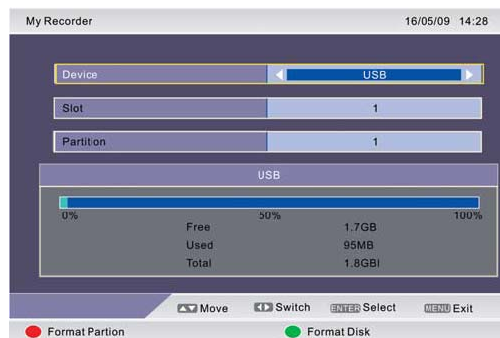 My Recorder 16/05/09 14:28
Device USB
Slot 1
Partition 1
USB
0% 50% 100%
Free 1.7GB
Used 95MB
Total 1.8GBI
Move Switch ENTER Select MENU Exit
Format Partion Format Disk